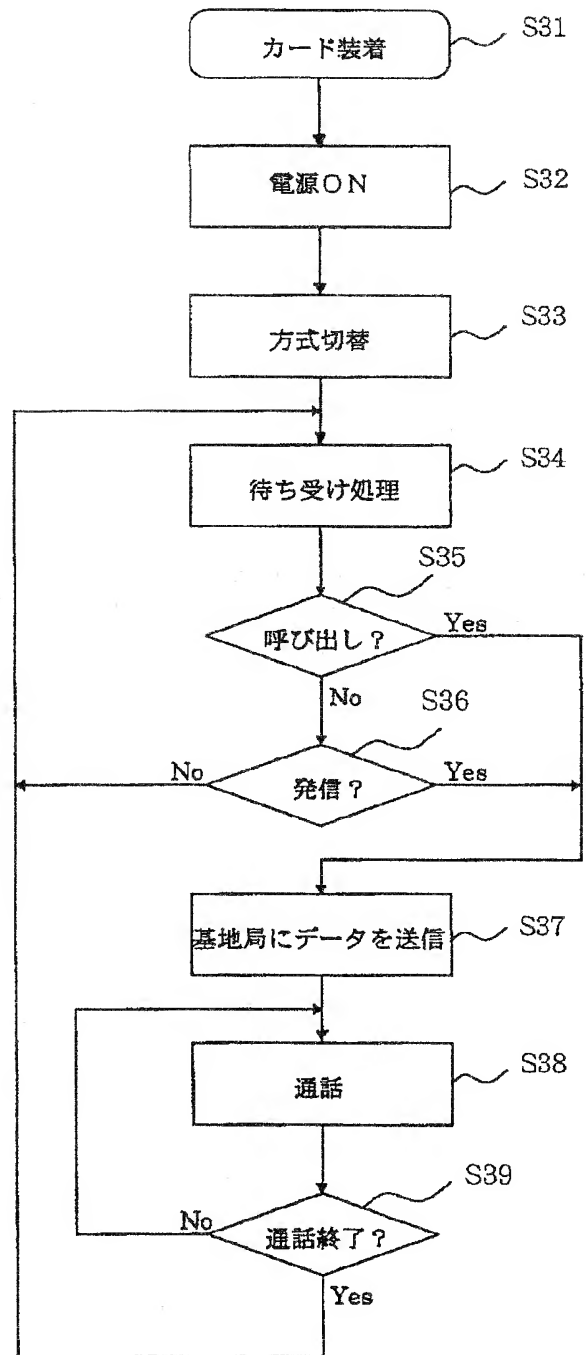 カード装着
S31
電源ON
S32
方式切替
S33
待ち受け処理
S34
S35
呼び出し?
Yes
No
S36
No
発信?
Yes
基地局にデータを送信
S37
通話
S38
S39
No
通話終了?
Yes